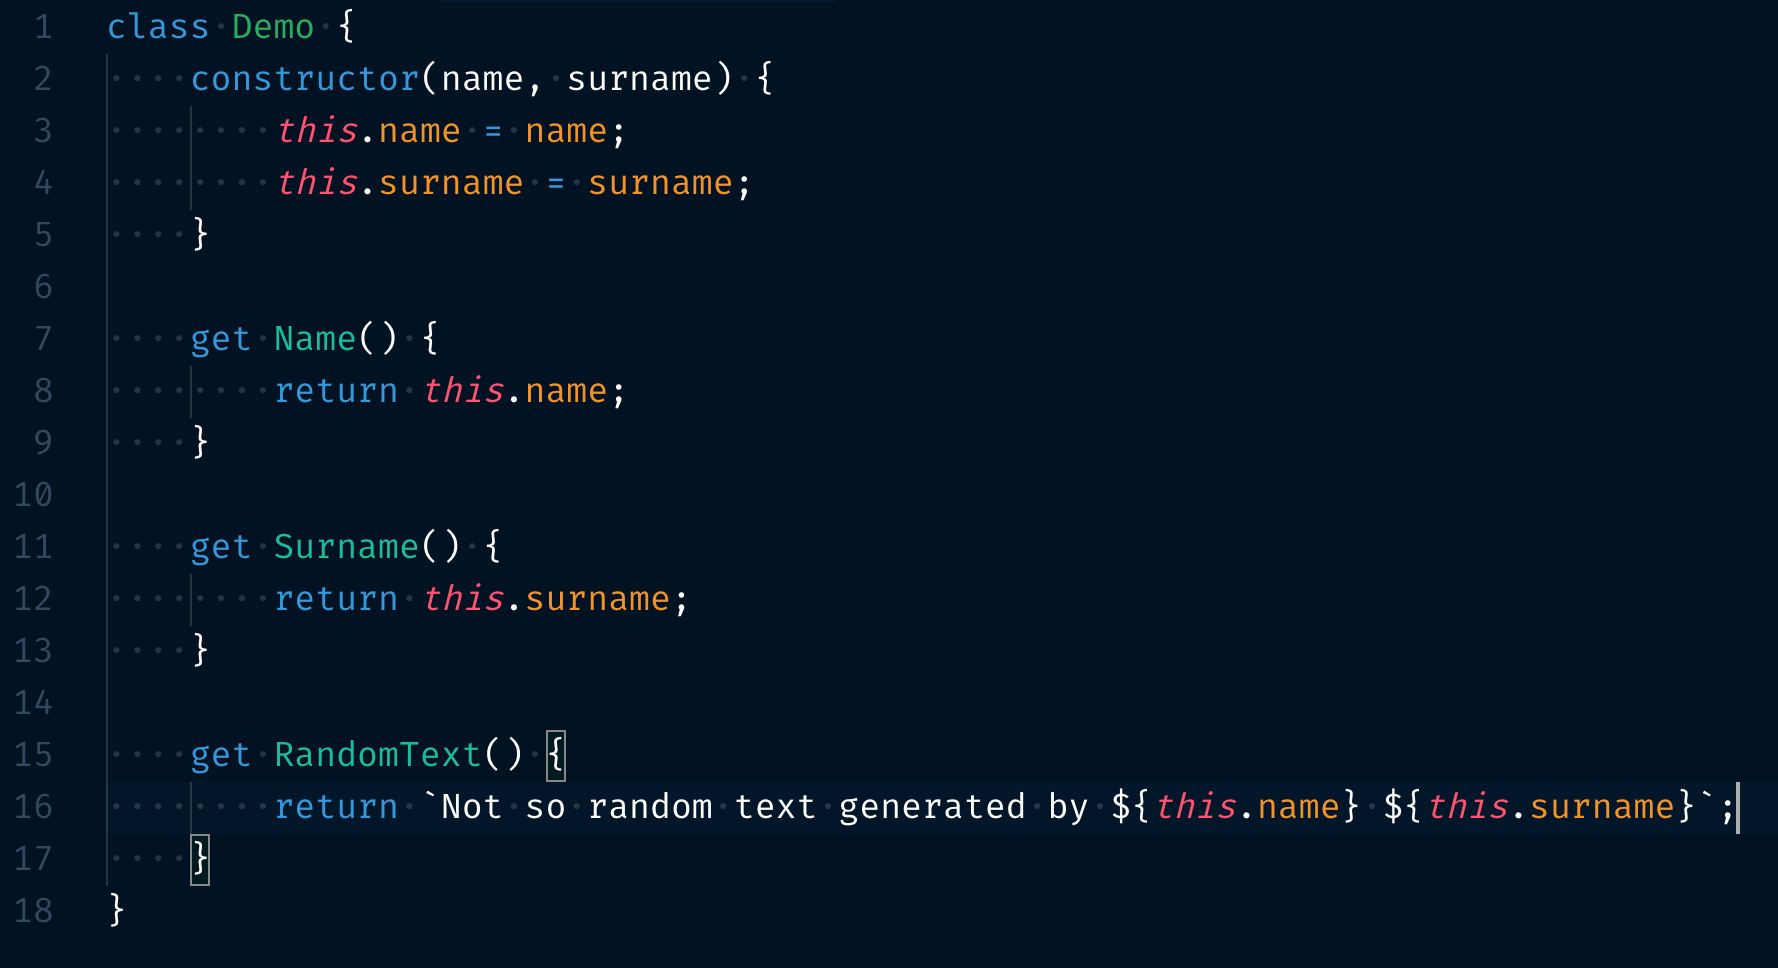 1 class Demo {
2     constructor(name, surname) {
3         this.name = name;
4         this.surname = surname;
5     }
6
7     get Name() {
8         return this.name;
9     }
10
11     get Surname() {
12         return this.surname;
13     }
14
15     get RandomText() {
16         return `Not so random text generated by ${this.name} ${this.surname}`;
17     }
18 }